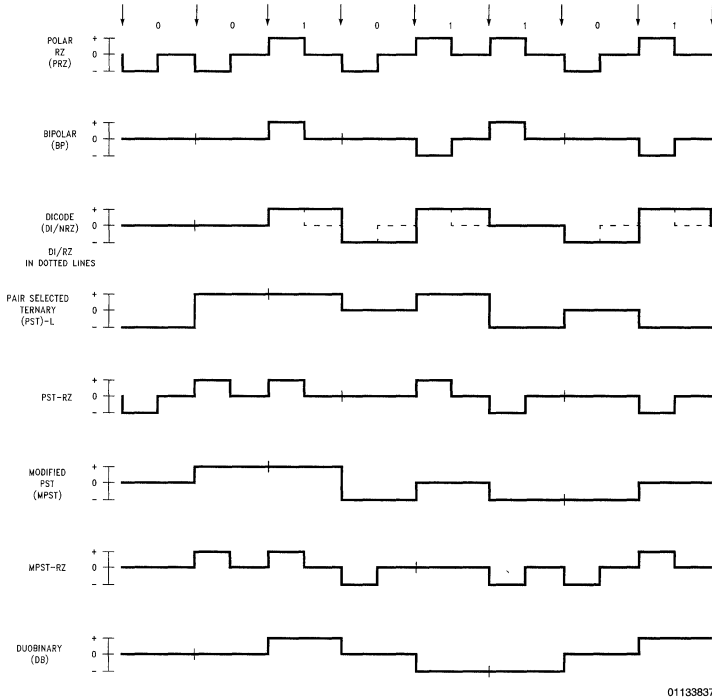 0 0 1 0 1 1 0 1
POLAR
RZ
(PRZ)
+
0
−
BIPOLAR
(BP)
+
0
−
DICODE
(DI/NRZ)
+
0
−
DI/RZ
IN DOTTED LINES
PAIR SELECTED
TERNARY
(PST)-L
+
0
−
PST-RZ
+
0
−
MODIFIED
PST
(MPST)
+
0
−
MPST-RZ
+
0
−
DUOBINARY
(DB)
+
0
−
01133837